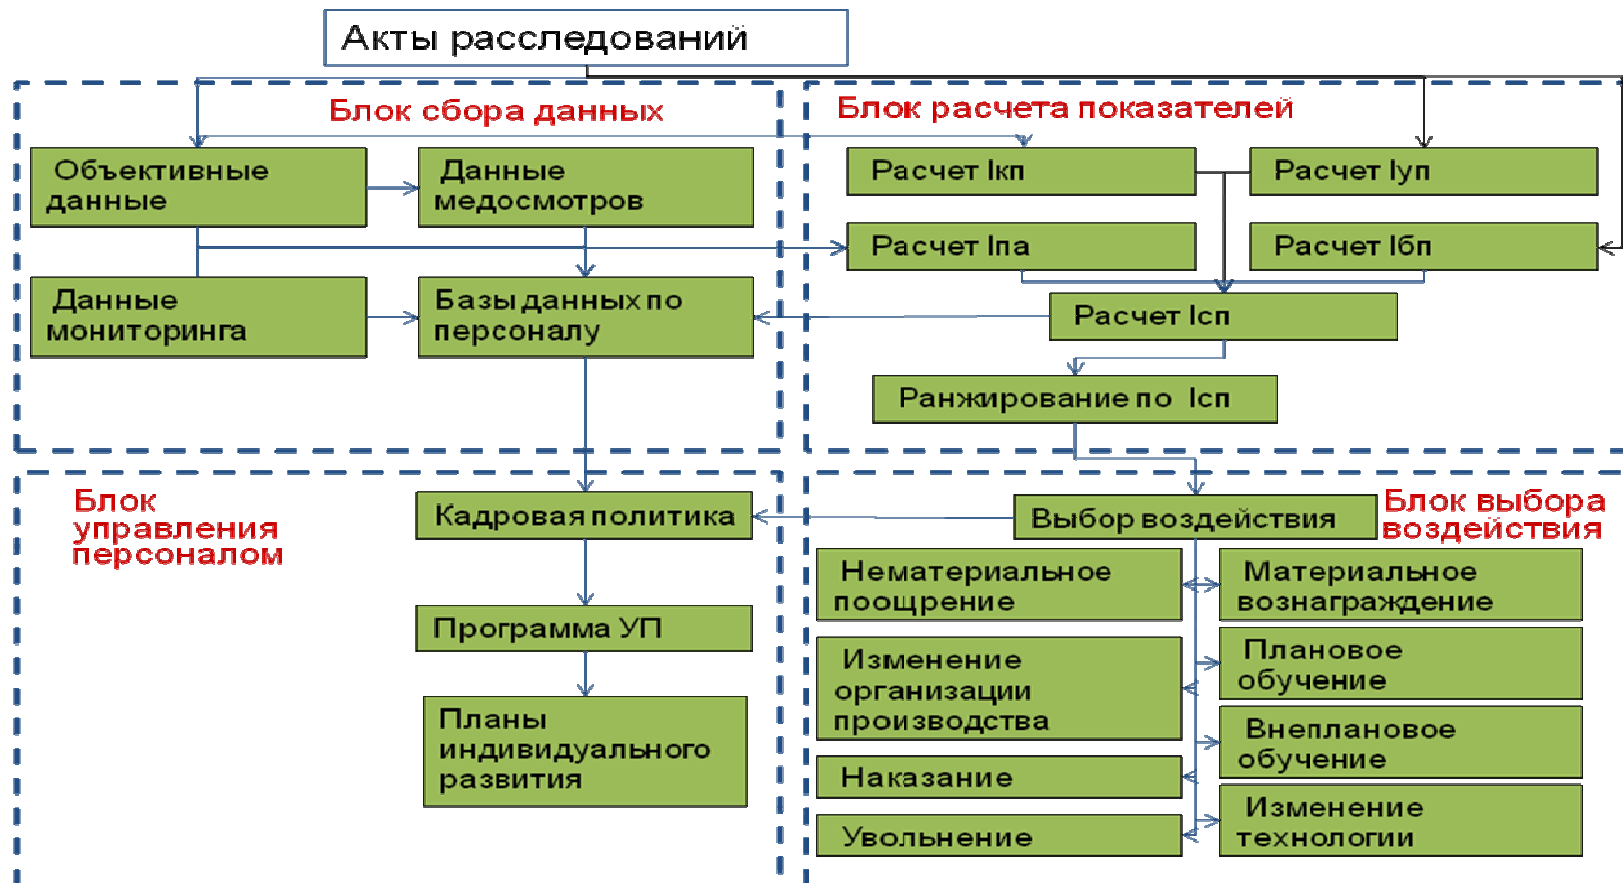 Акты расследований
Блок сбора данных
Объективные
данные
Данные
медосмотров
Данные
мониторинга
Базы данных по
персоналу
Блок расчета показателей
Расчет Iкп
Расчет Iуп
Расчет Iпа
Расчет Iбп
Расчет Iсп
Ранжирование по Iсп
Блок
управления
персоналом
Кадровая политика
Программа УП
Планы
индивидуального
развития
Блок выбора
воздействия
Выбор воздействия
Нематериальное
поощрение
Материальное
вознаграждение
Изменение
организации
производства
Плановое
обучение
Внеплановое
обучение
Наказание
Изменение
технологии
Увольнение